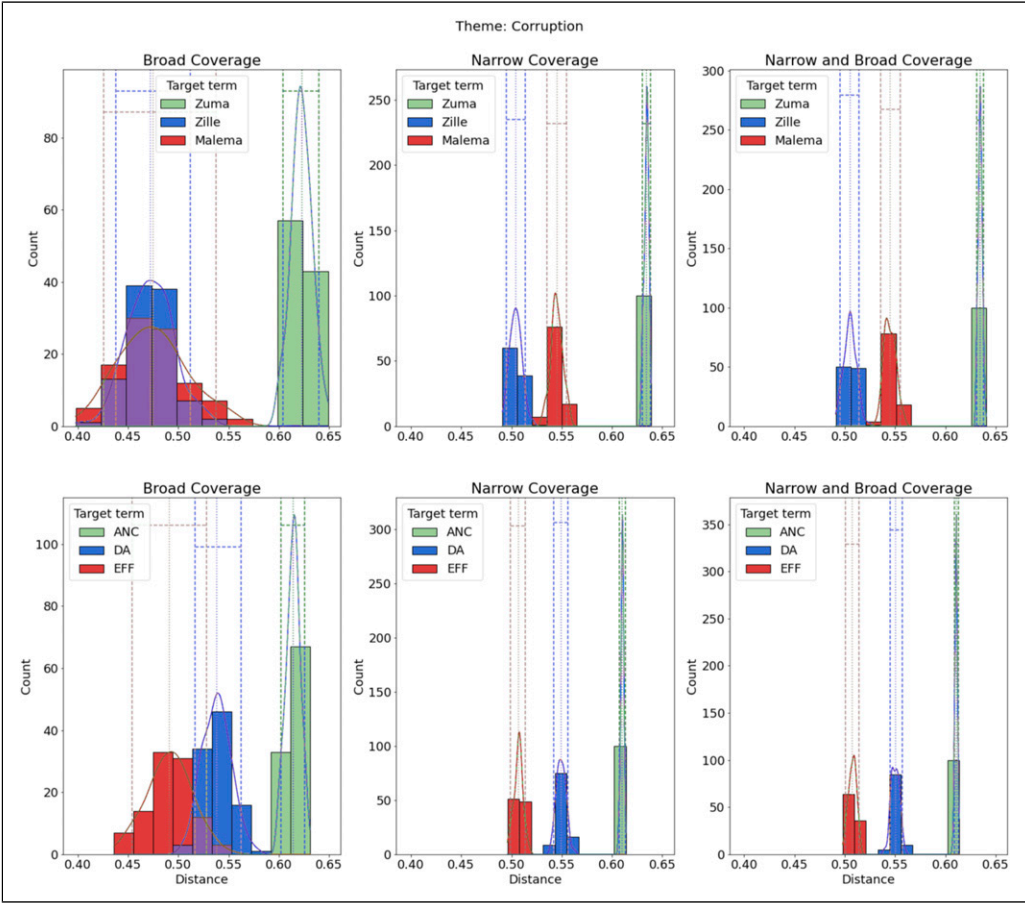 Theme: Corruption
Broad Coverage
Target term
Zuma
Zille
Malema
Count
80
60
40
20
0
0.40 0.45 0.50 0.55 0.60 0.65
Narrow Coverage
Target term
Zuma
Zille
Malema
Count
250
200
150
100
50
0
0.40 0.45 0.50 0.55 0.60 0.65
Narrow and Broad Coverage
Target term
Zuma
Zille
Malema
Count
300
250
200
150
100
50
0
0.40 0.45 0.50 0.55 0.60 0.65
Broad Coverage
Target term
ANC
DA
EFF
Count
100
80
60
40
20
0
0.40 0.45 0.50 0.55 0.60 0.65
Distance
Narrow Coverage
Target term
ANC
DA
EFF
Count
300
250
200
150
100
50
0
0.40 0.45 0.50 0.55 0.60 0.65
Distance
Narrow and Broad Coverage
Target term
ANC
DA
EFF
Count
350
300
250
200
150
100
50
0
0.40 0.45 0.50 0.55 0.60 0.65
Distance